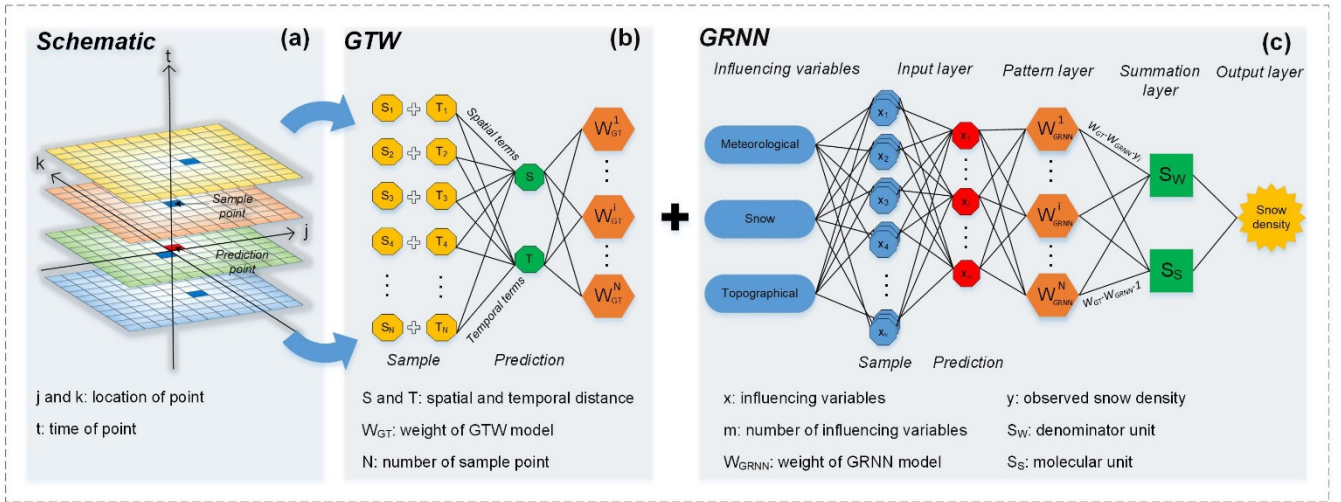 Schematic (a)
t
k
Sample
point
j
Prediction
point
j and k: location of point
t: time of point
GTW (b)
S1 + T1
S2 + T2
S3 + T3
S4 + T4
SN + TN
Spatial terms
Temporal terms
S
T
W1GT
WiGT
WNGT
Sample Prediction
S and T: spatial and temporal distance
WGT: weight of GTW model
N: number of sample point
+
GRNN (c)
Influencing variables Input layer Pattern layer Summation layer Output layer
Meteorological
Snow
Topographical
x1
x2
x3
x4
Sample Prediction
W1GRNN
WiGRNN
WNGRNN
WGT·WGRNN·yi
WGT·WGRNN·1
SW
SS
Snow
density
x: influencing variables
m: number of influencing variables
WGRNN: weight of GRNN model
y: observed snow density
SW: denominator unit
SS: molecular unit